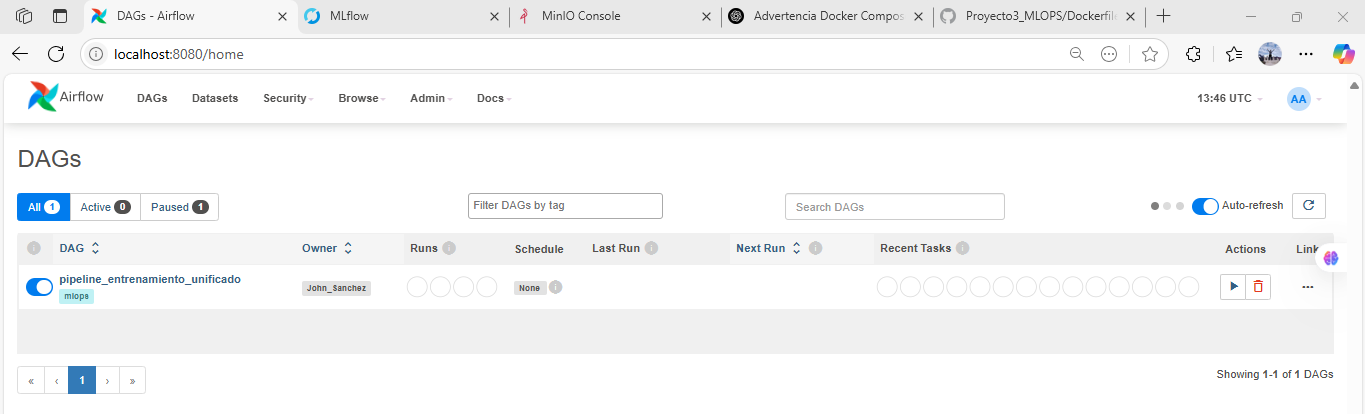 DAGs - Airflow
MLflow
MinIO Console
Advertencia Docker Compos
Proyecto3_MLOPS/Dockerfile
localhost:8080/home
Airflow DAGs Datasets Security Browse Admin Docs 13:46 UTC AA
DAGs
All 1 Active 0 Paused 1 Filter DAGs by tag Search DAGs Auto-refresh
DAG Owner Runs Schedule Last Run Next Run Recent Tasks Actions Link
pipeline_entrenamiento_unificado John_Sanchez None
mlops
« ‹ 1 › »
Showing 1-1 of 1 DAGs